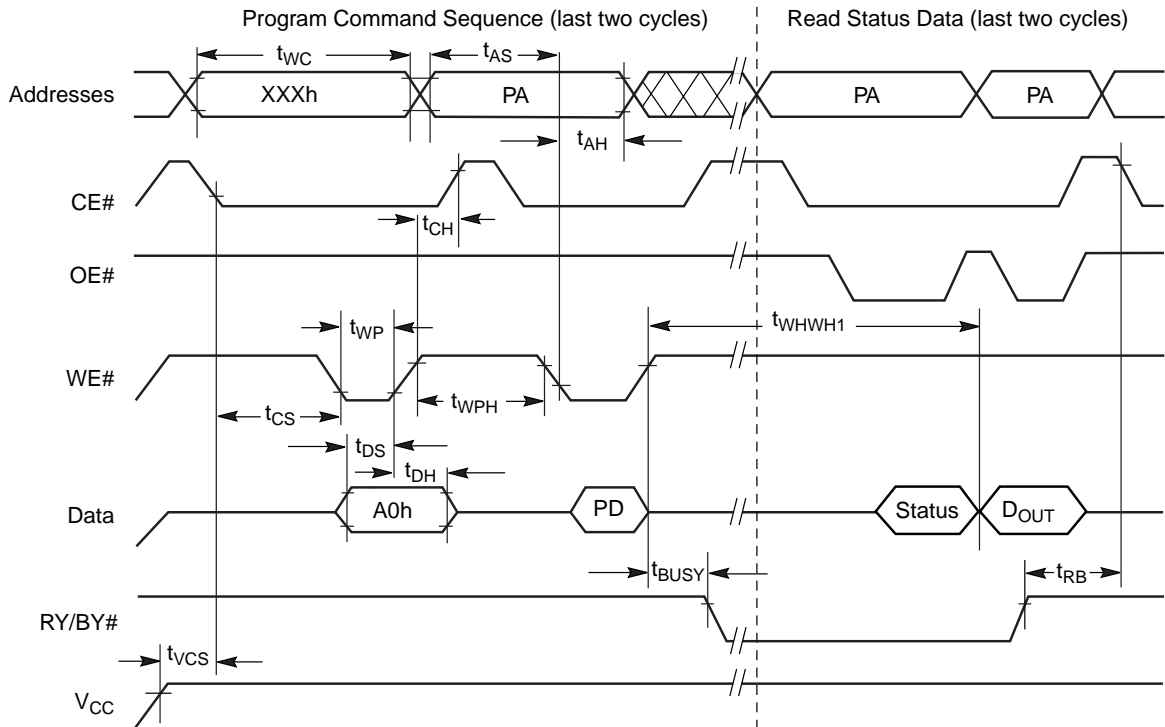 Program Command Sequence (last two cycles)
Read Status Data (last two cycles)
tWC
tAS
Addresses
XXXh
PA
PA
PA
tAH
CE#
tCH
OE#
tWP
tWHWH1
WE#
tCS
tWPH
tDS
tDH
Data
A0h
PD
Status
DOUT
tBUSY
tRB
RY/BY#
tVCS
VCC